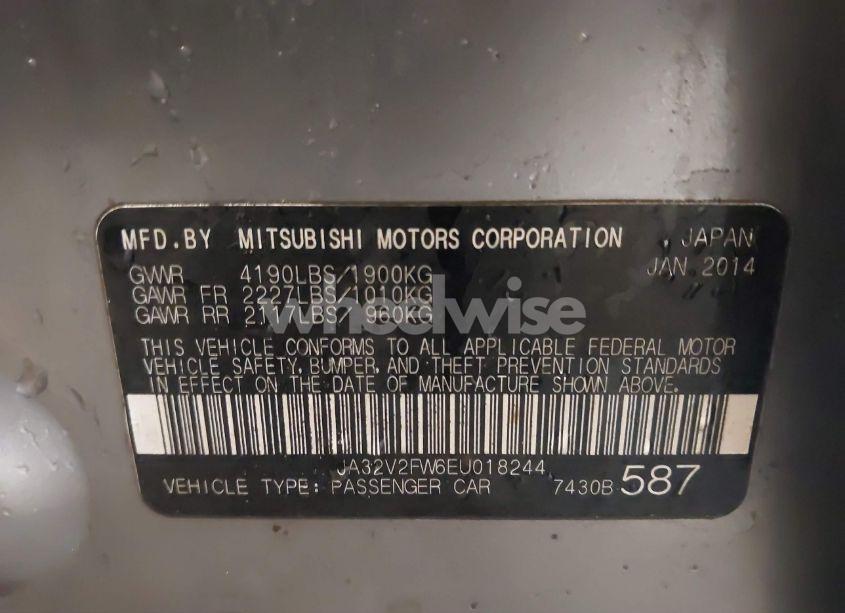 MFD.BY MITSUBISHI MOTORS CORPORATION JAPAN
GVWR 4190LBS/1900KG JAN 2014
GAWR FR 2227LBS/1010KG
GAWR RR 2117LBS/ 960KG
wheelwise
THIS VEHICLE CONFORMS TO ALL APPLICABLE FEDERAL MOTOR
VEHICLE SAFETY, BUMPER, AND THEFT PREVENTION STANDARDS
IN EFFECT ON THE DATE OF MANUFACTURE SHOWN ABOVE.
JA32V2FW6EU018244
VEHICLE TYPE: PASSENGER CAR 7430B 587